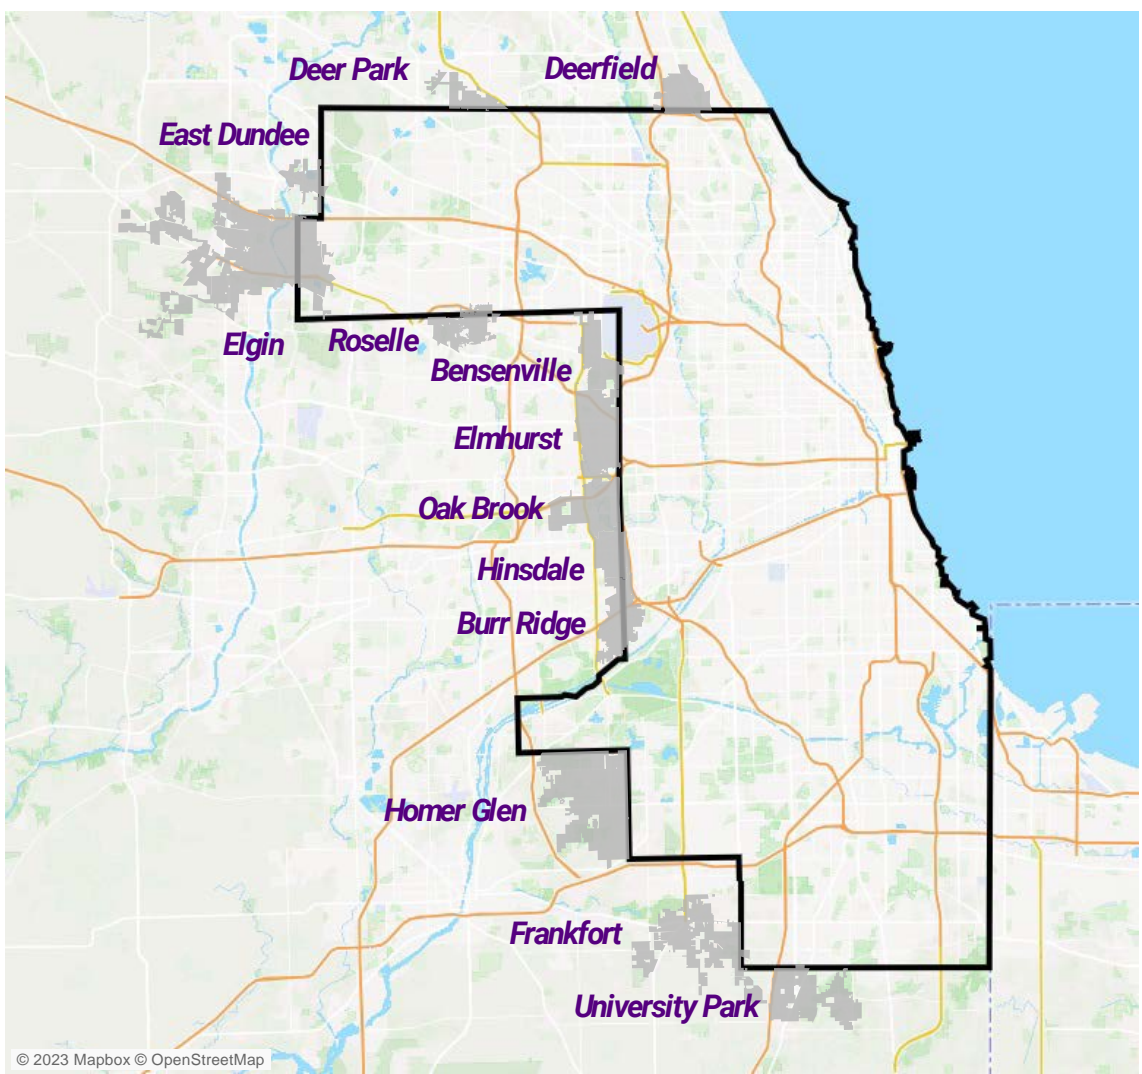 Deer Park
Deerfield
East Dundee
Elgin
Roselle
Bensenville
Elmhurst
Oak Brook
Hinsdale
Burr Ridge
Homer Glen
Frankfort
University Park
© 2023 Mapbox © OpenStreetMap